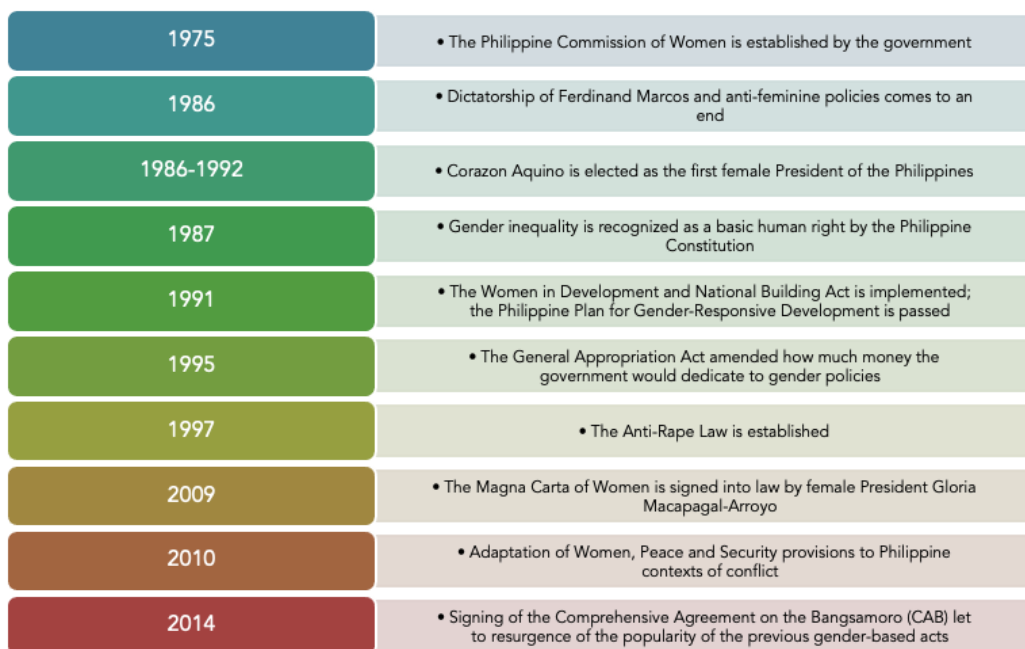 1975
• The Philippine Commission of Women is established by the government
1986
• Dictatorship of Ferdinand Marcos and anti-feminine policies comes to an
end
1986-1992
• Corazon Aquino is elected as the first female President of the Philippines
1987
• Gender inequality is recognized as a basic human right by the Philippine
Constitution
1991
• The Women in Development and National Building Act is implemented;
the Philippine Plan for Gender-Responsive Development is passed
1995
• The General Appropriation Act amended how much money the
government would dedicate to gender policies
1997
• The Anti-Rape Law is established
2009
• The Magna Carta of Women is signed into law by female President Gloria
Macapagal-Arroyo
2010
• Adaptation of Women, Peace and Security provisions to Philippine
contexts of conflict
2014
• Signing of the Comprehensive Agreement on the Bangsamoro (CAB) let
to resurgence of the popularity of the previous gender-based acts